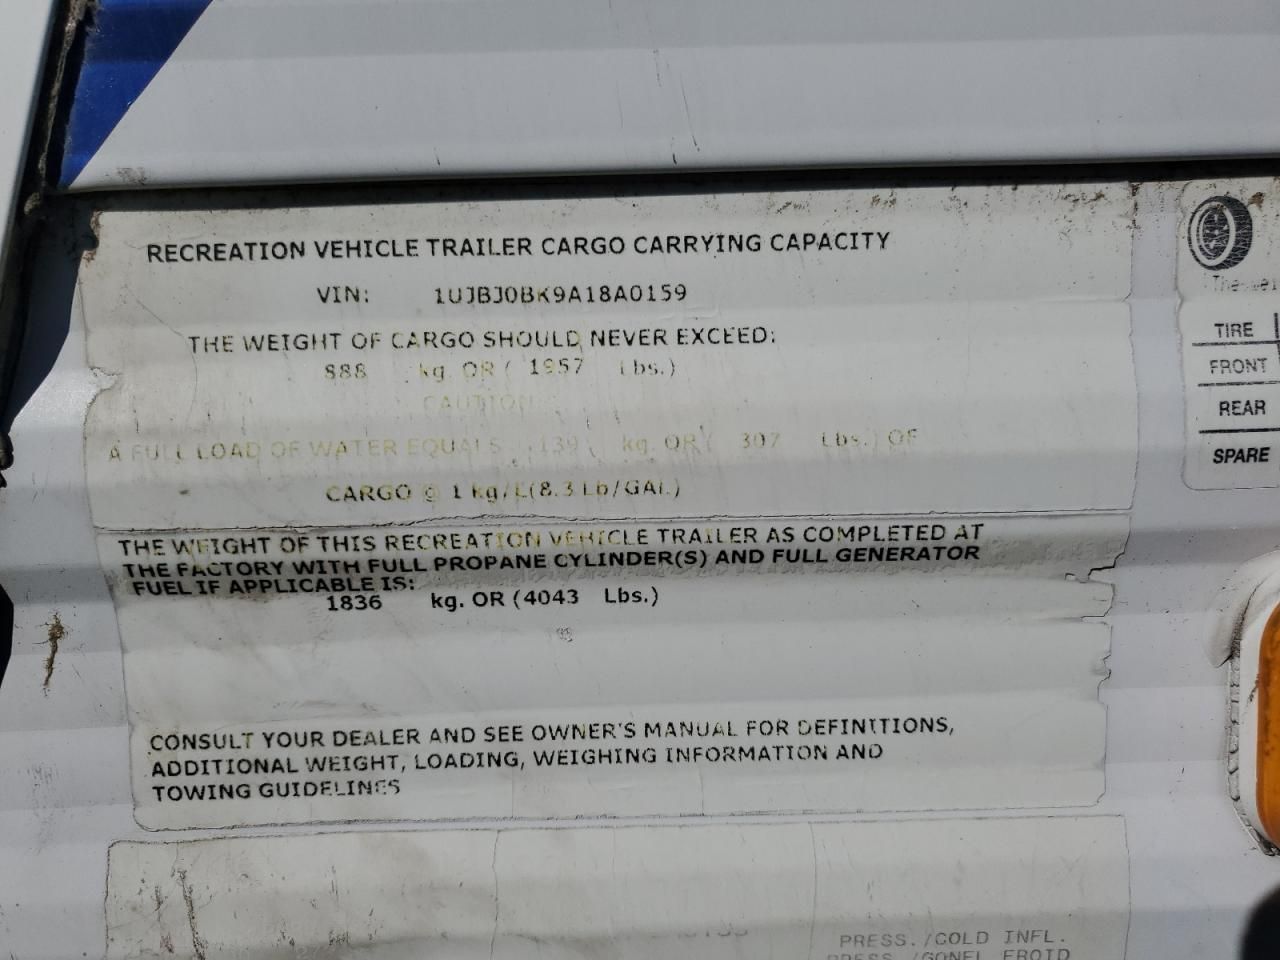 RECREATION VEHICLE TRAILER CARGO CARRYING CAPACITY
VIN: 1UJBJ0BK9A18A0159
THE WEIGHT OF CARGO SHOULD NEVER EXCEED:
888 kg. OR ( 1957 Lbs.)
CAUTION:
A FULL LOAD OF WATER EQUALS ( 139 kg. OR ( 307 Lbs.) OF
CARGO @ 1 kg/L(8.3 Lb/GAL)
THE WEIGHT OF THIS RECREATION VEHICLE TRAILER AS COMPLETED AT
THE FACTORY WITH FULL PROPANE CYLINDER(S) AND FULL GENERATOR
FUEL IF APPLICABLE IS:
1836 kg. OR (4043 Lbs.)
CONSULT YOUR DEALER AND SEE OWNER'S MANUAL FOR DEFINITIONS,
ADDITIONAL WEIGHT, LOADING, WEIGHING INFORMATION AND
TOWING GUIDELINES
The
TIRE
FRONT
REAR
SPARE
PRESS./COLD INFL.
PRESS./GONFL FROID